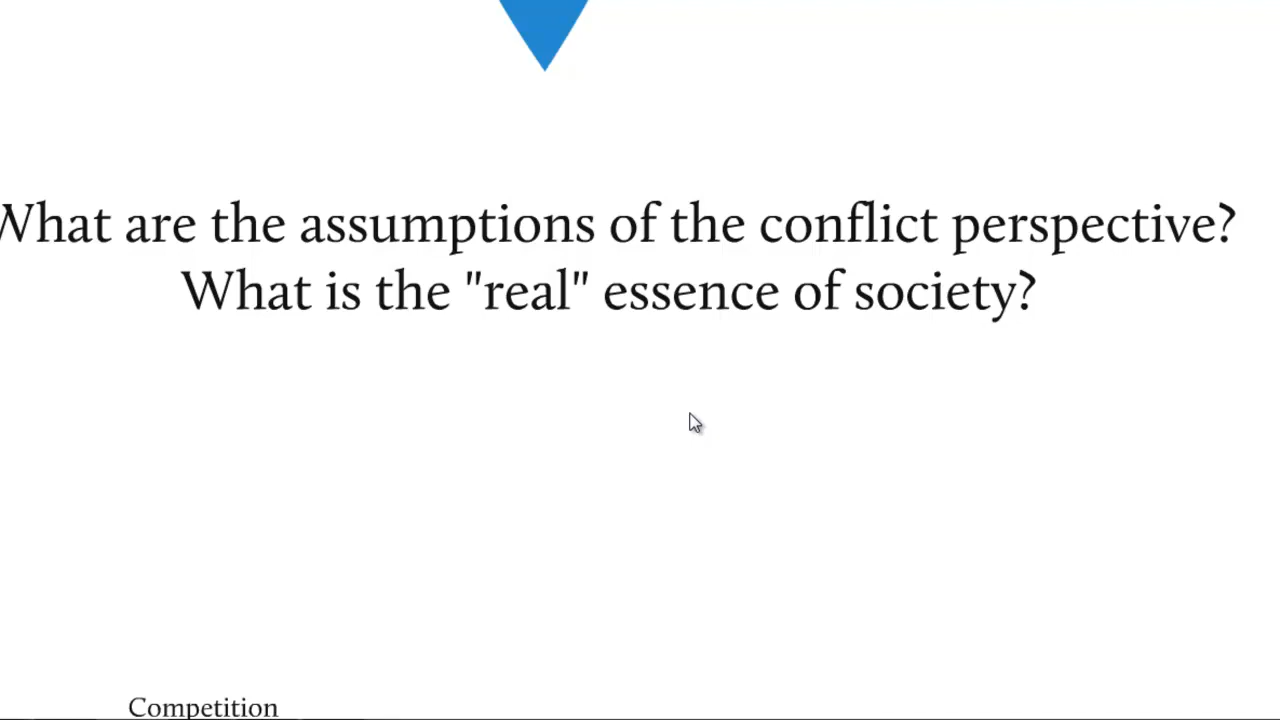 What are the assumptions of the conflict perspective?
What is the "real" essence of society?
Competition